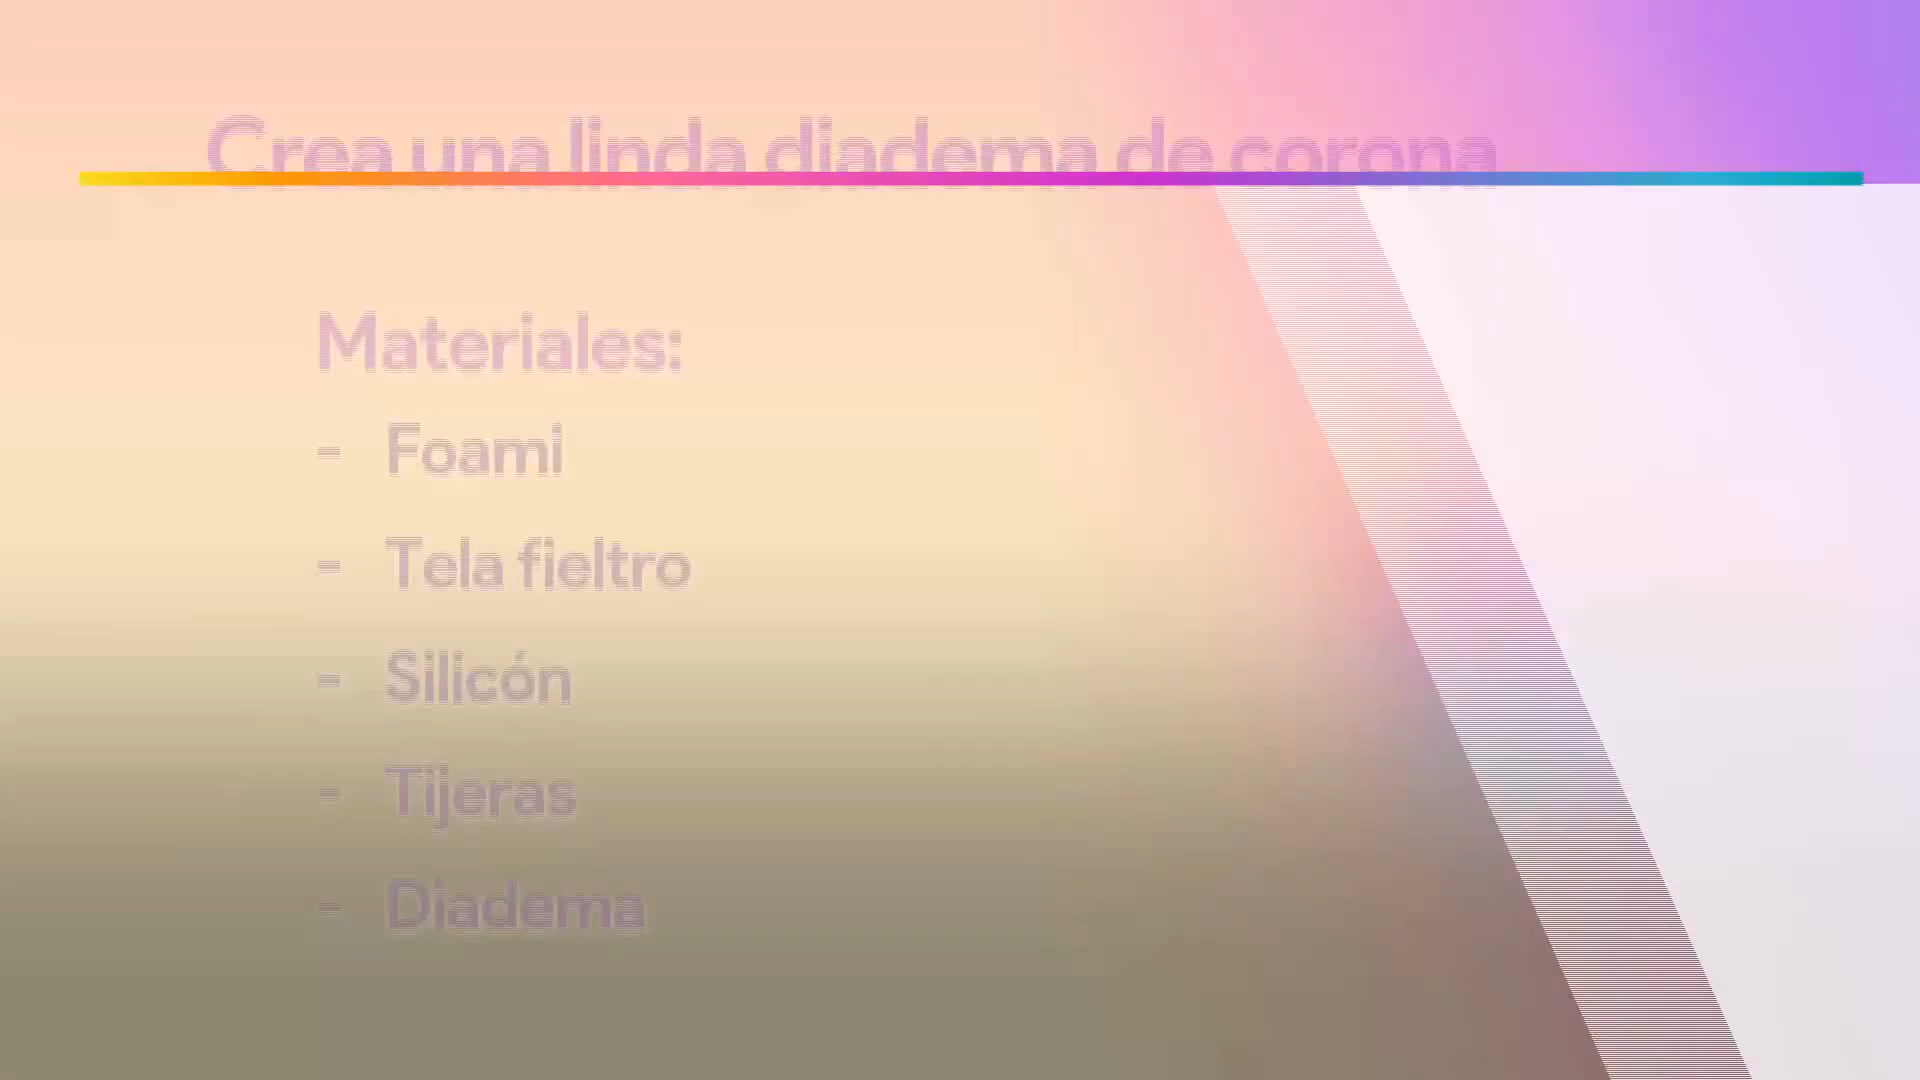 Crea una linda diadema de corona
Materiales:
- Foami
- Tela fieltro
- Silicón
- Tijeras
- Diadema